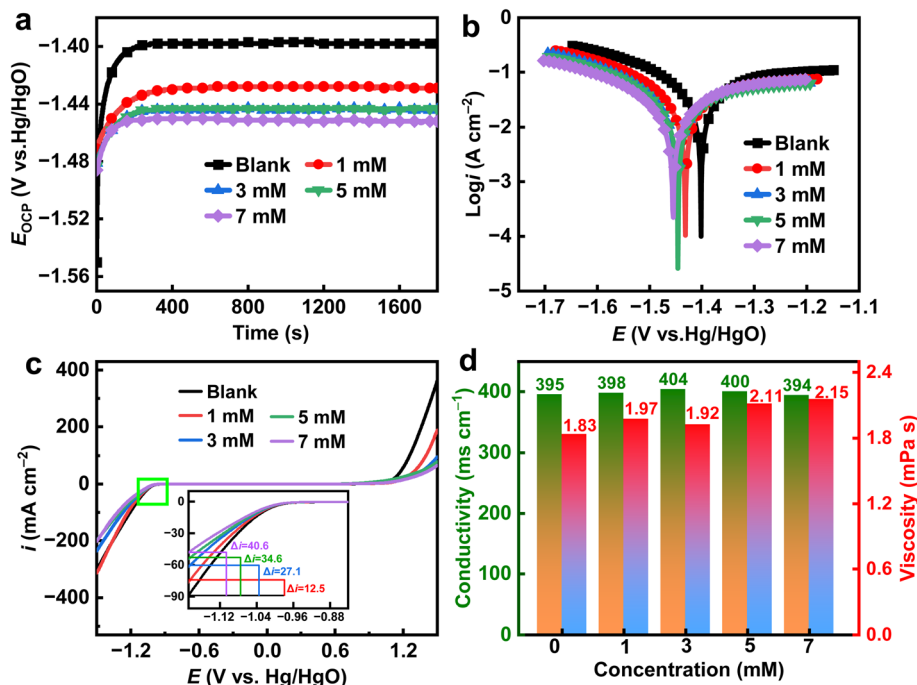 a
−1.40
−1.44
−1.48
−1.52
−1.56
EOCP (V vs.Hg/HgO)
Blank
1 mM
3 mM
5 mM
7 mM
0
400
800
1200
1600
Time (s)
b
0
−1
−2
−3
−4
−5
Logi (A cm−2)
Blank
1 mM
3 mM
5 mM
7 mM
−1.7
−1.6
−1.5
−1.4
−1.3
−1.2
−1.1
E (V vs.Hg/HgO)
c
400
200
0
−200
−400
i (mA cm−2)
Blank
1 mM
5 mM
3 mM
7 mM
0
−30
−60
−90
Δi=40.6
Δi=34.6
Δi=27.1
Δi=12.5
−1.12
−1.04
−0.96
−0.88
−1.2
−0.6
0.0
0.6
1.2
E (V vs. Hg/HgO)
d
400
320
240
160
80
0
Conductivity (ms cm−1)
395
398
404
400
394
1.83
1.97
1.92
2.11
2.15
2.4
1.8
1.2
0.6
0.0
Viscosity (mPa s)
0
1
3
5
7
Concentration (mM)